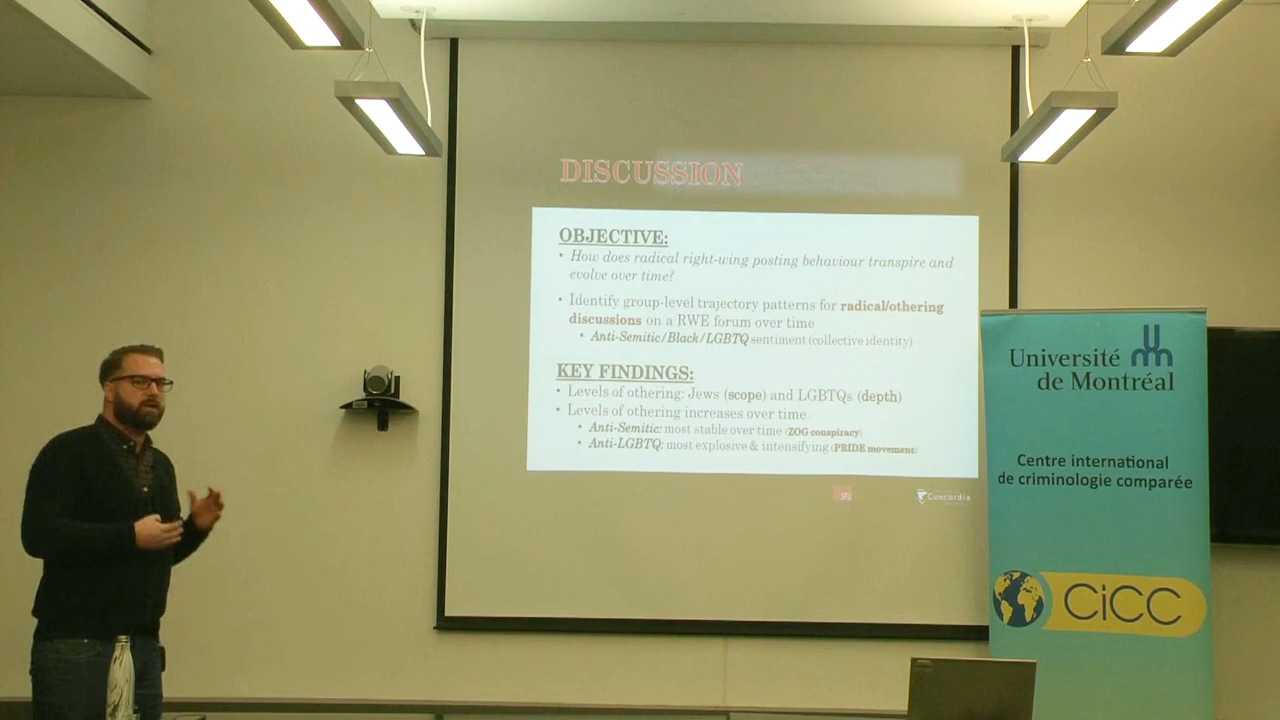 DISCUSSION
OBJECTIVE:
• How does radical right-wing posting behaviour transpire and
evolve over time?
• Identify group-level trajectory patterns for radical/othering
discussions on a RWE forum over time
• Anti-Semitic/Black/LGBTQ sentiment (collective identity)
KEY FINDINGS:
• Levels of othering: Jews (scope) and LGBTQs (depth)
• Levels of othering increases over time
• Anti-Semitic: most stable over time (ZOG conspiracy)
• Anti-LGBTQ: most explosive & intensifying (PRIDE movement)
SFU
Concordia
Université
de Montréal
Centre international
de criminologie comparée
CiCC